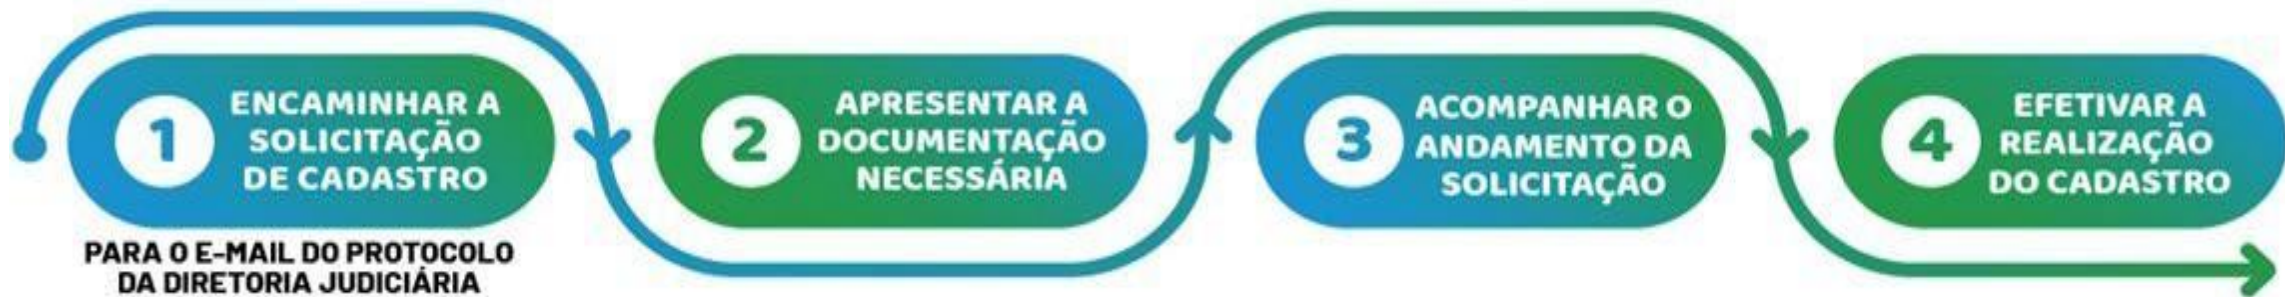 1
ENCAMINHAR A
SOLICITAÇÃO
DE CADASTRO
PARA O E-MAIL DO PROTOCOLO
DA DIRETORIA JUDICIÁRIA
2
APRESENTAR A
DOCUMENTAÇÃO
NECESSÁRIA
3
ACOMPANHAR O
ANDAMENTO DA
SOLICITAÇÃO
4
EFETIVAR A
REALIZAÇÃO
DO CADASTRO